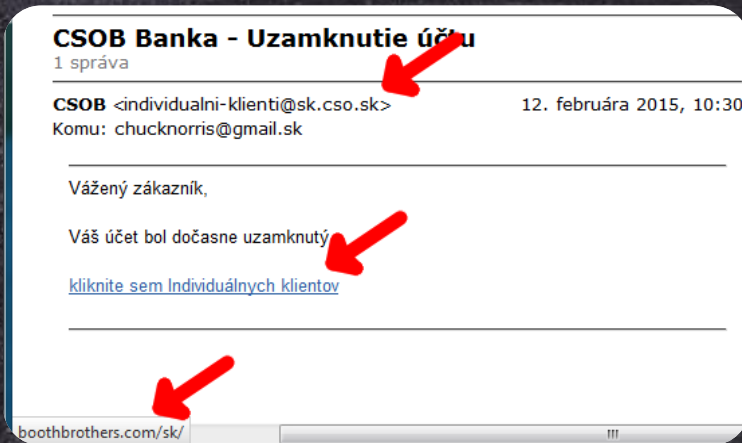 CSOB Banka - Uzamknutie účtu
1 správa
CSOB <individualni-klienti@sk.cso.sk> 12. februára 2015, 10:30
Komu: chucknorris@gmail.sk
Vážený zákazník,
Váš účet bol dočasne uzamknutý
kliknite sem Individuálnych klientov
boothbrothers.com/sk/